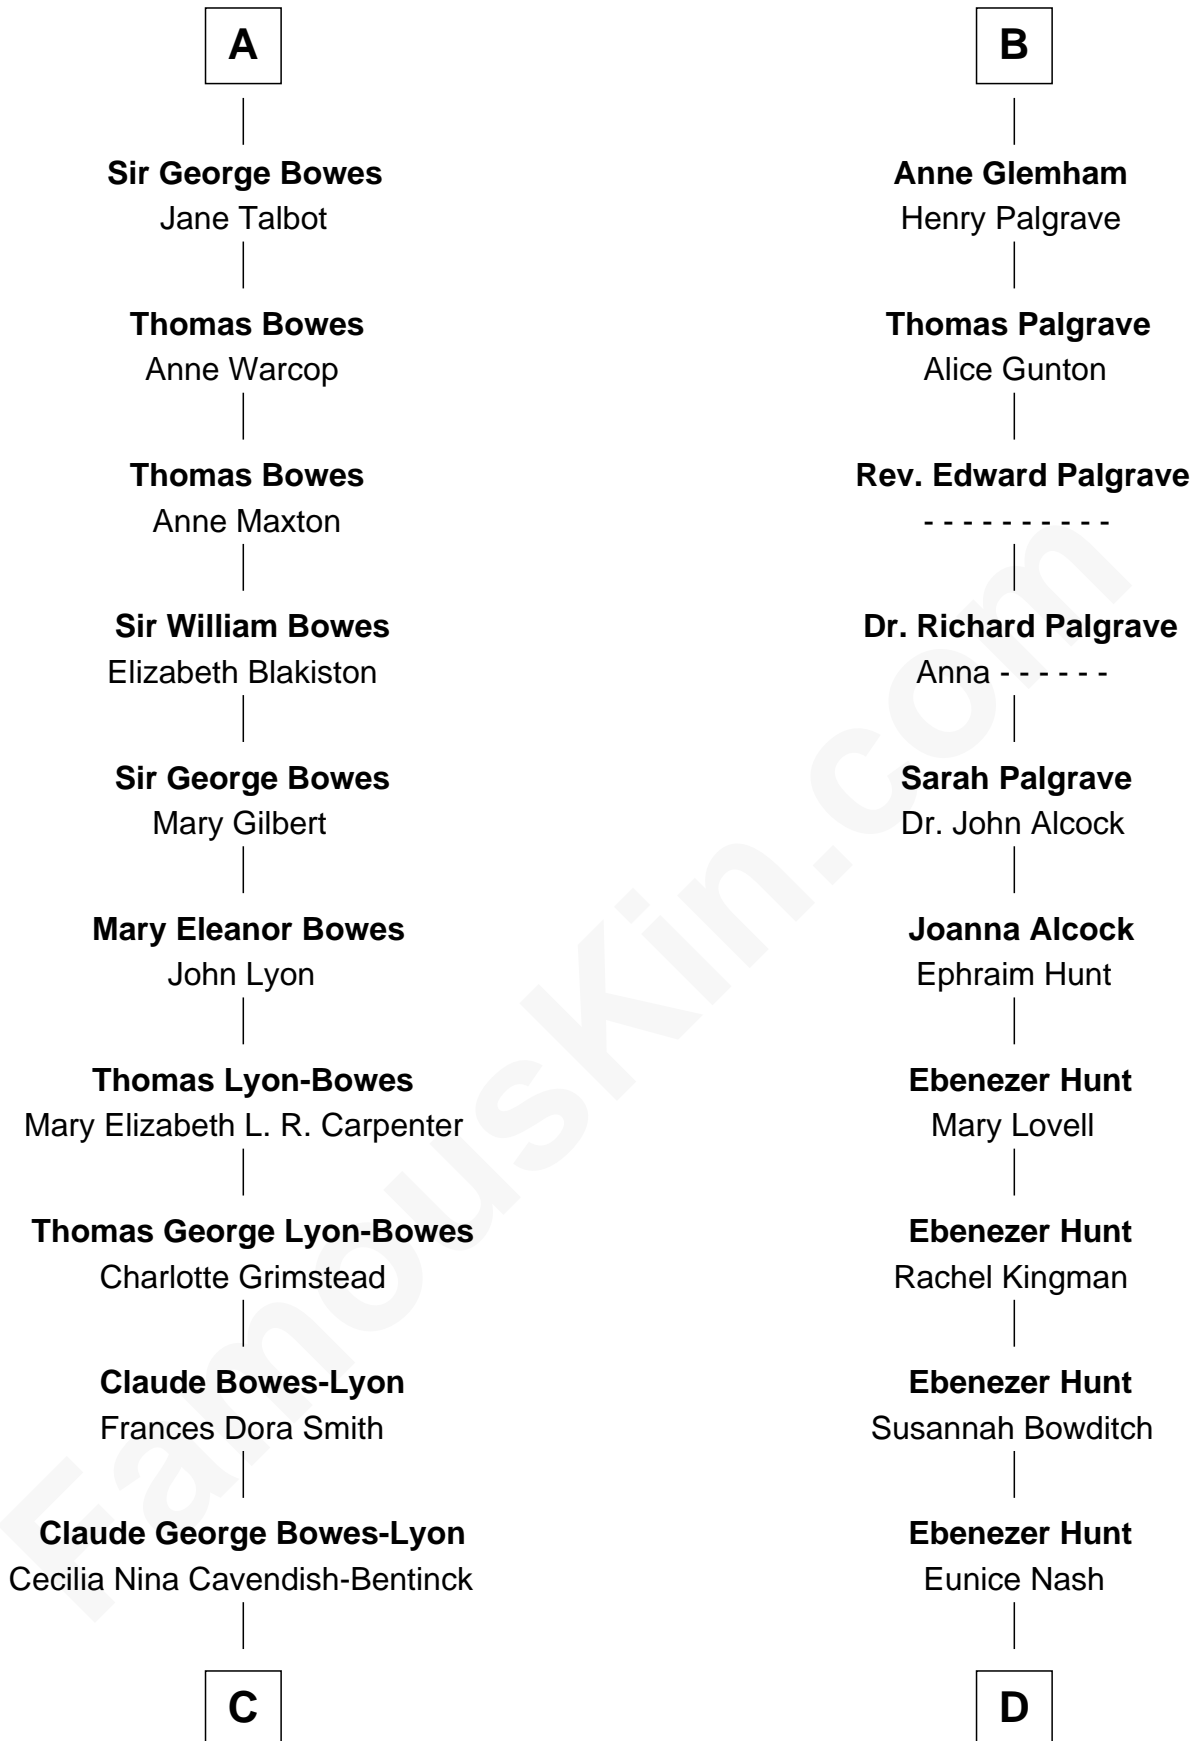 A
Sir George Bowes
Jane Talbot
Thomas Bowes
Anne Warcop
Thomas Bowes
Anne Maxton
Sir William Bowes
Elizabeth Blakiston
Sir George Bowes
Mary Gilbert
Mary Eleanor Bowes
John Lyon
Thomas Lyon-Bowes
Mary Elizabeth L. R. Carpenter
Thomas George Lyon-Bowes
Charlotte Grimstead
Claude Bowes-Lyon
Frances Dora Smith
Claude George Bowes-Lyon
Cecilia Nina Cavendish-Bentinck
C
B
Anne Glemham
Henry Palgrave
Thomas Palgrave
Alice Gunton
Rev. Edward Palgrave
- - - - - - - - - -
Dr. Richard Palgrave
Anna - - - - - -
Sarah Palgrave
Dr. John Alcock
Joanna Alcock
Ephraim Hunt
Ebenezer Hunt
Mary Lovell
Ebenezer Hunt
Rachel Kingman
Ebenezer Hunt
Susannah Bowditch
Ebenezer Hunt
Eunice Nash
D
FamousKin.com